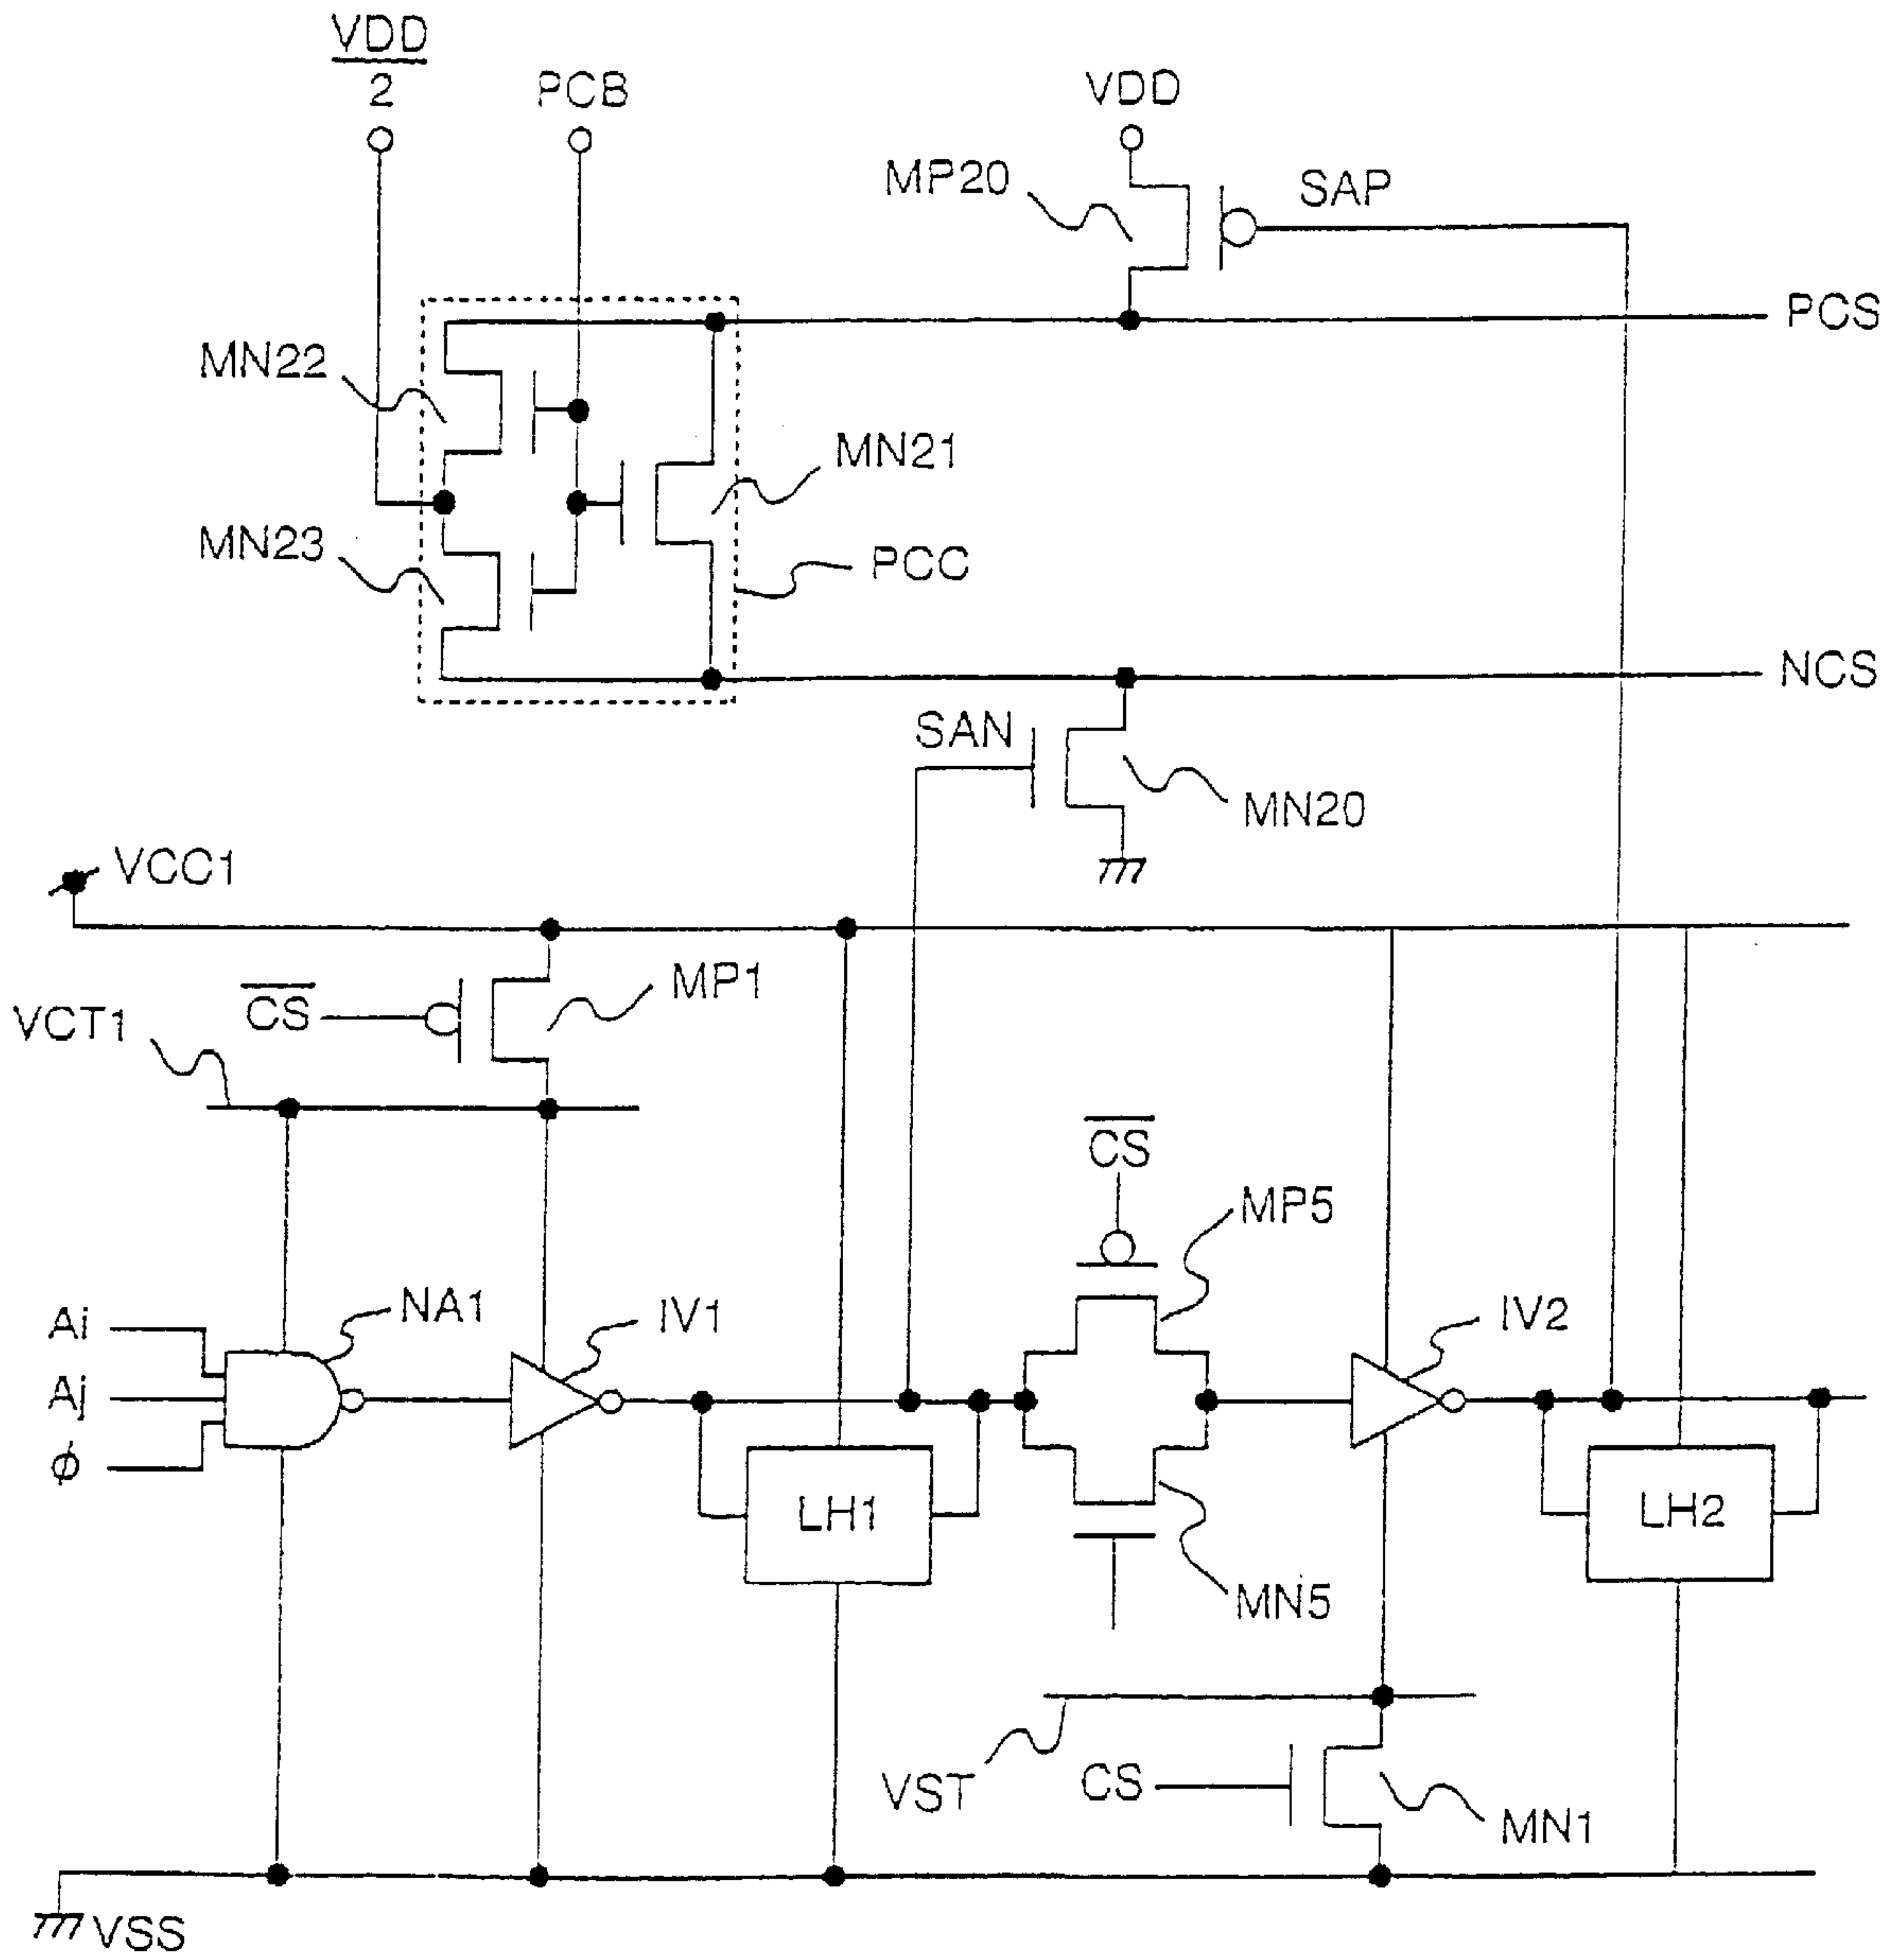 VDD
2
PCB
VDD
MP20
SAP
PCS
MN22
MN21
MN23
PCC
NCS
SAN
MN20
VCC1
CS
MP1
VCT1
CS
MP5
Ai
NA1
IV1
IV2
Aj
ϕ
LH1
LH2
MN5
VST
CS
MN1
VSS